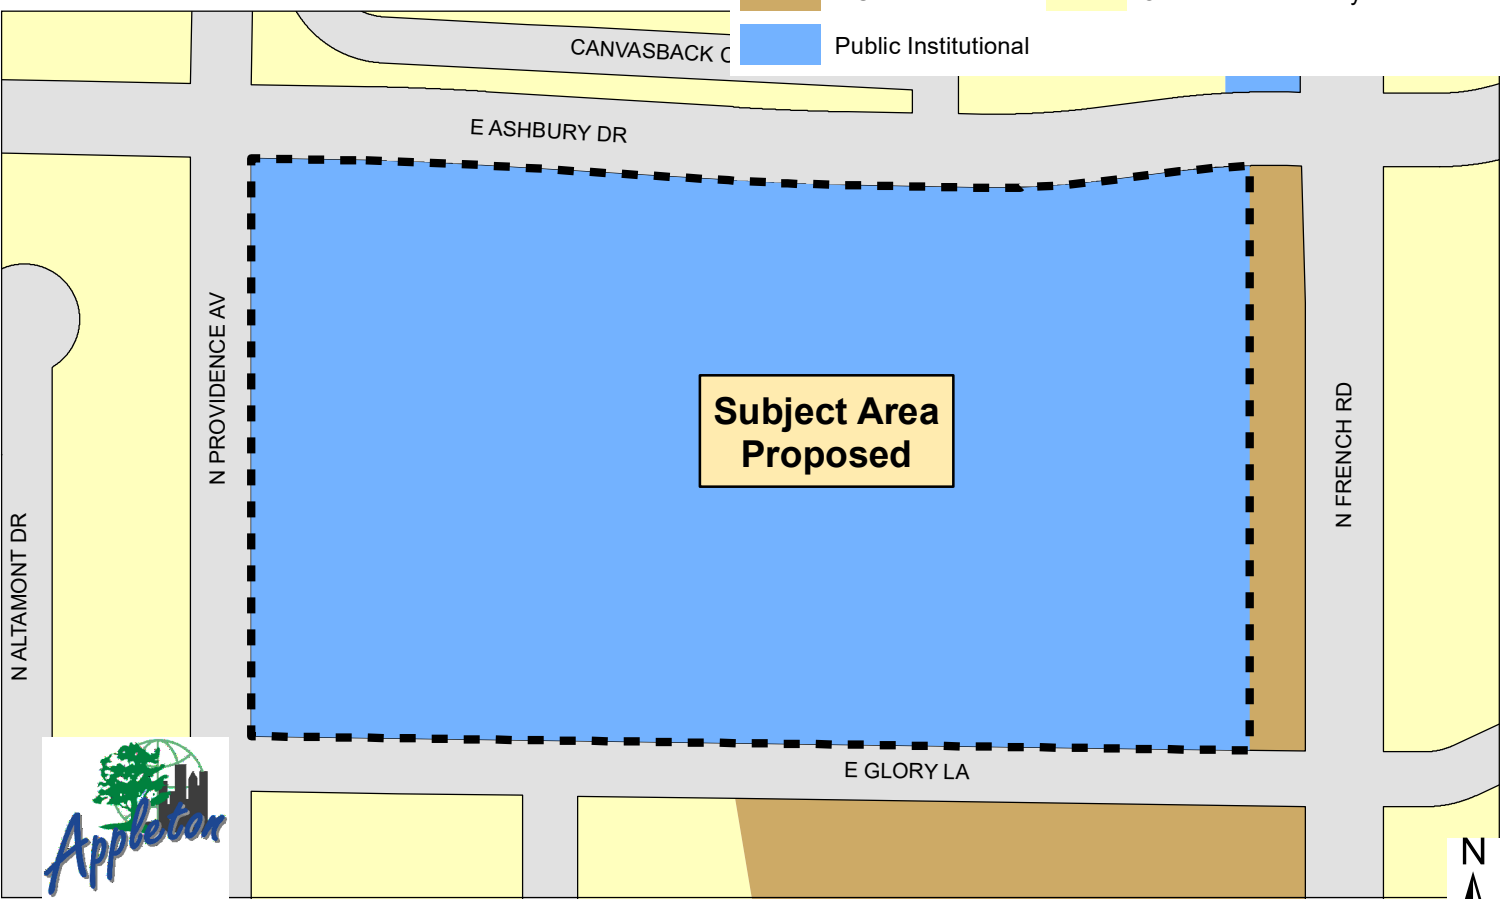 Public Institutional
CANVASBACK C
E ASHBURY DR
N PROVIDENCE AV
Subject Area
Proposed
N FRENCH RD
N ALTAMONT DR
E GLORY LA
Appleton
N